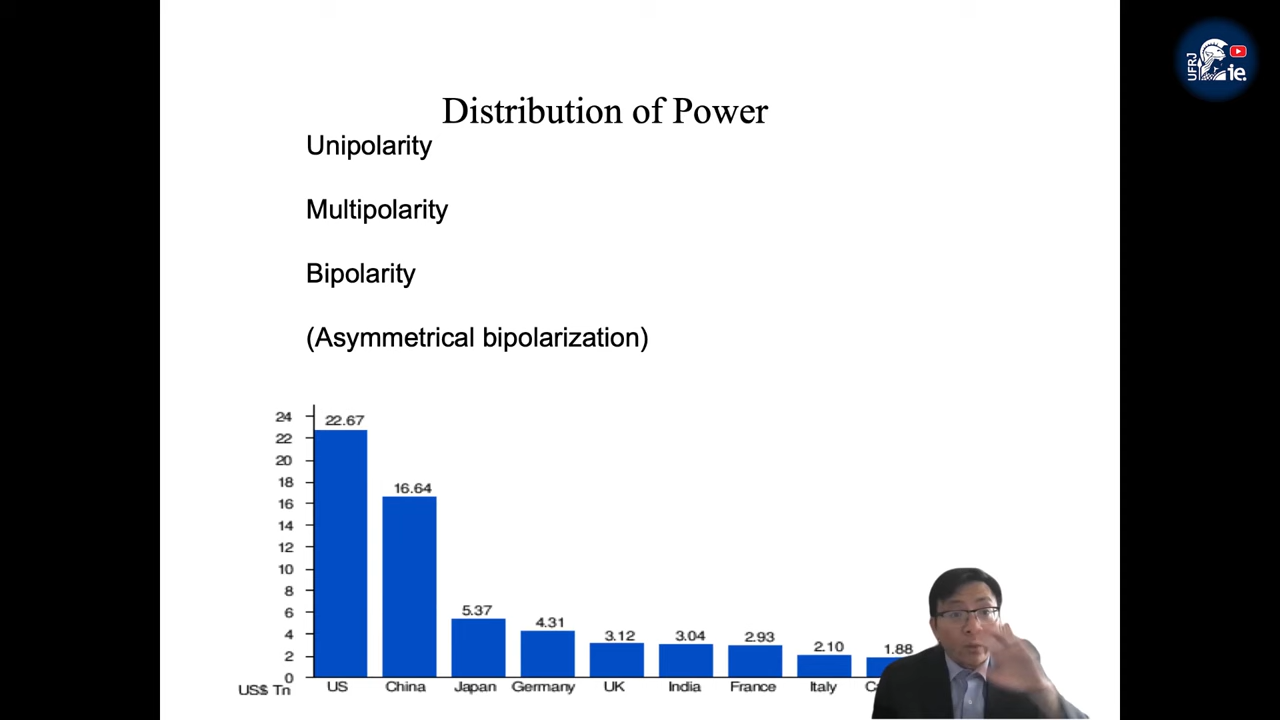 UFRJ
ie.
Distribution of Power
Unipolarity
Multipolarity
Bipolarity
(Asymmetrical bipolarization)
24
22
20
18
16
14
12
10
8
6
4
2
0
22.67
16.64
5.37
4.31
3.12
3.04
2.93
2.10
1.88
US$ Tn
US
China
Japan
Germany
UK
India
France
Italy